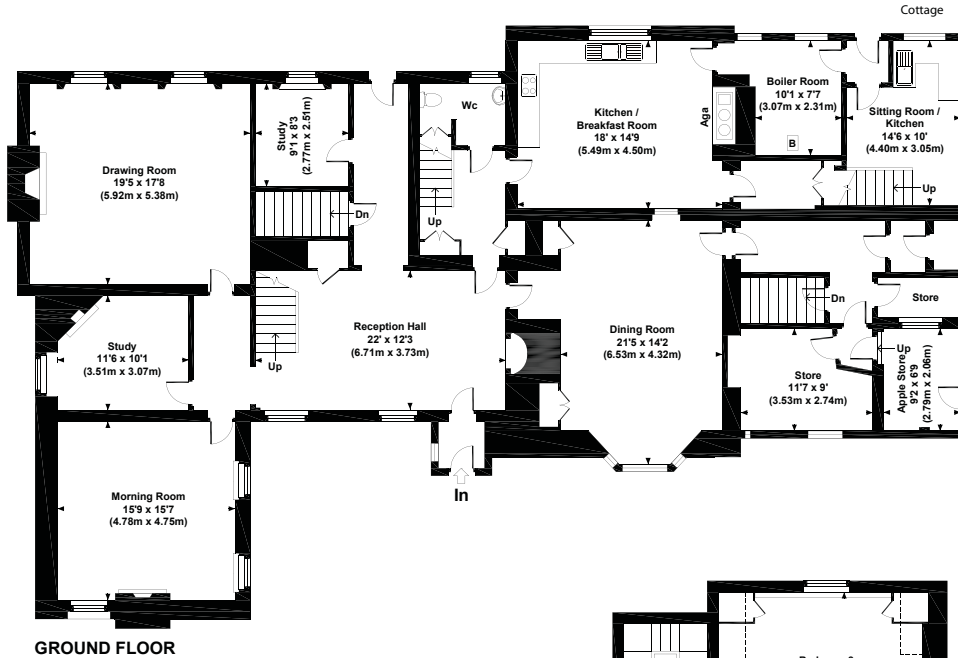 Cottage
Drawing Room
19'5 x 17'8
(5.92m x 5.38m)
Study
9'1 x 8'3
(2.77m x 2.51m)
Dn
Wc
Up
Kitchen /
Breakfast Room
18' x 14'9
(5.49m x 4.50m)
Aga
Boiler Room
10'1 x 7'7
(3.07m x 2.31m)
B
Sitting Room /
Kitchen
14'6 x 10'
(4.40m x 3.05m)
Up
Study
11'6 x 10'1
(3.51m x 3.07m)
Up
Reception Hall
22' x 12'3
(6.71m x 3.73m)
Dining Room
21'5 x 14'2
(6.53m x 4.32m)
Dn
Store
Store
11'7 x 9'
(3.53m x 2.74m)
Up
Apple Store
9'2 x 6'9
(2.79m x 2.06m)
Morning Room
15'9 x 15'7
(4.78m x 4.75m)
In
GROUND FLOOR